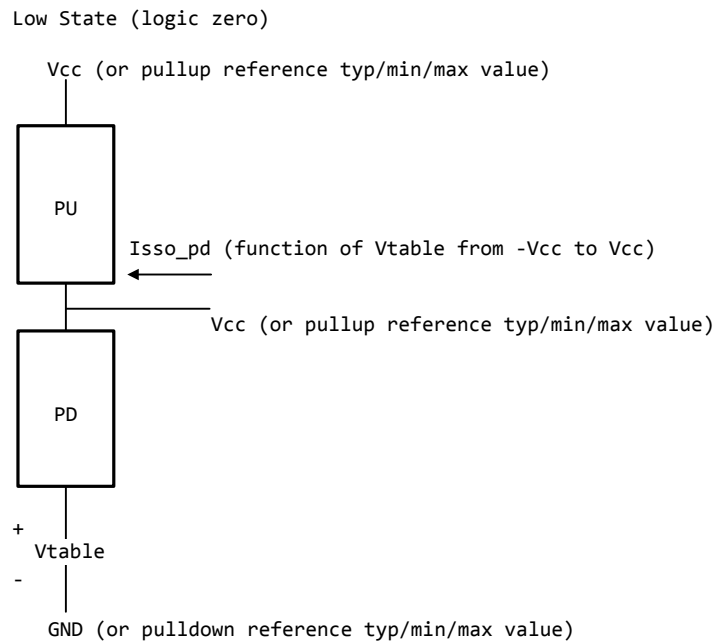 Low State (logic zero)
Vcc (or pullup reference typ/min/max value)
PU
Isso_pd (function of Vtable from -Vcc to Vcc)
Vcc (or pullup reference typ/min/max value)
PD
+
Vtable
-
GND (or pulldown reference typ/min/max value)